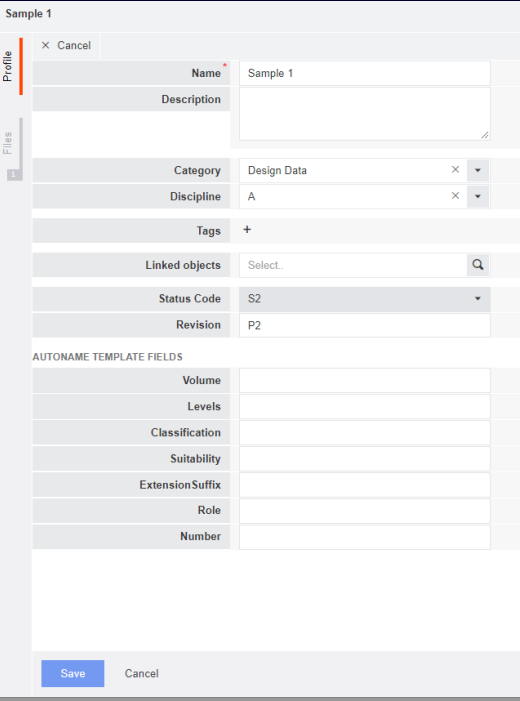 Sample 1
Profile
Files
1
× Cancel
Name * Sample 1
Description
Category Design Data ×
Discipline A ×
Tags +
Linked objects Select..
Status Code S2
Revision P2
AUTONAME TEMPLATE FIELDS
Volume
Levels
Classification
Suitability
ExtensionSuffix
Role
Number
Save Cancel